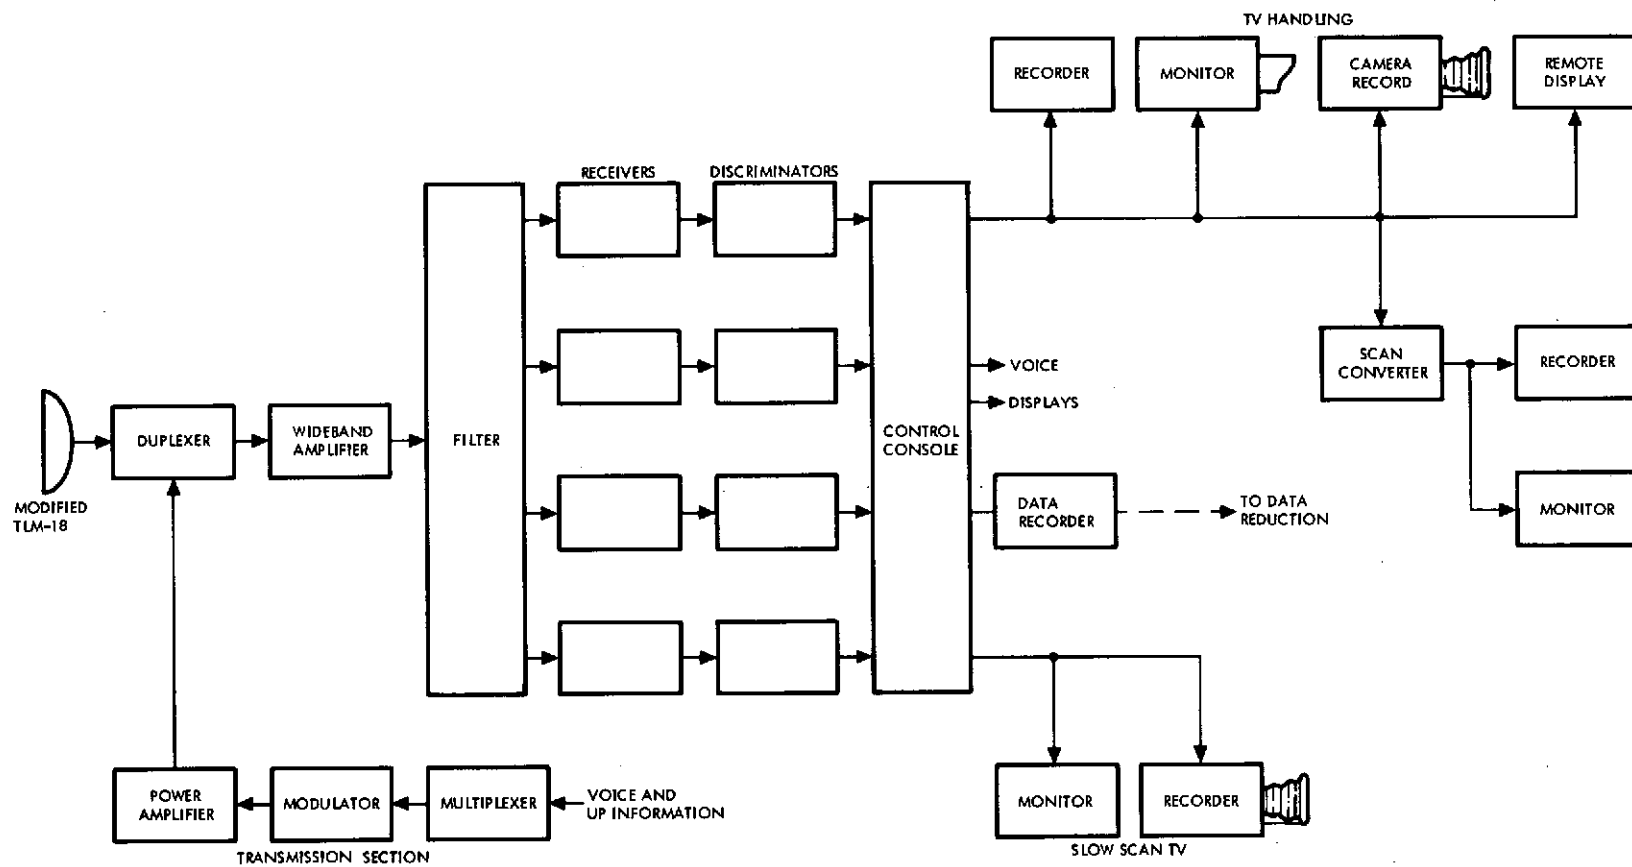 TV HANDLING
RECORDER
MONITOR
CAMERA
RECORD
REMOTE
DISPLAY
RECEIVERS
DISCRIMINATORS
SCAN
CONVERTER
RECORDER
VOICE
DISPLAYS
DUPLEXER
WIDEBAND
AMPLIFIER
FILTER
CONTROL
CONSOLE
MODIFIED
TLM-18
DATA
RECORDER
TO DATA
REDUCTION
MONITOR
POWER
AMPLIFIER
MODULATOR
MULTIPLEXER
VOICE AND
UP INFORMATION
TRANSMISSION SECTION
MONITOR
RECORDER
SLOW SCAN TV